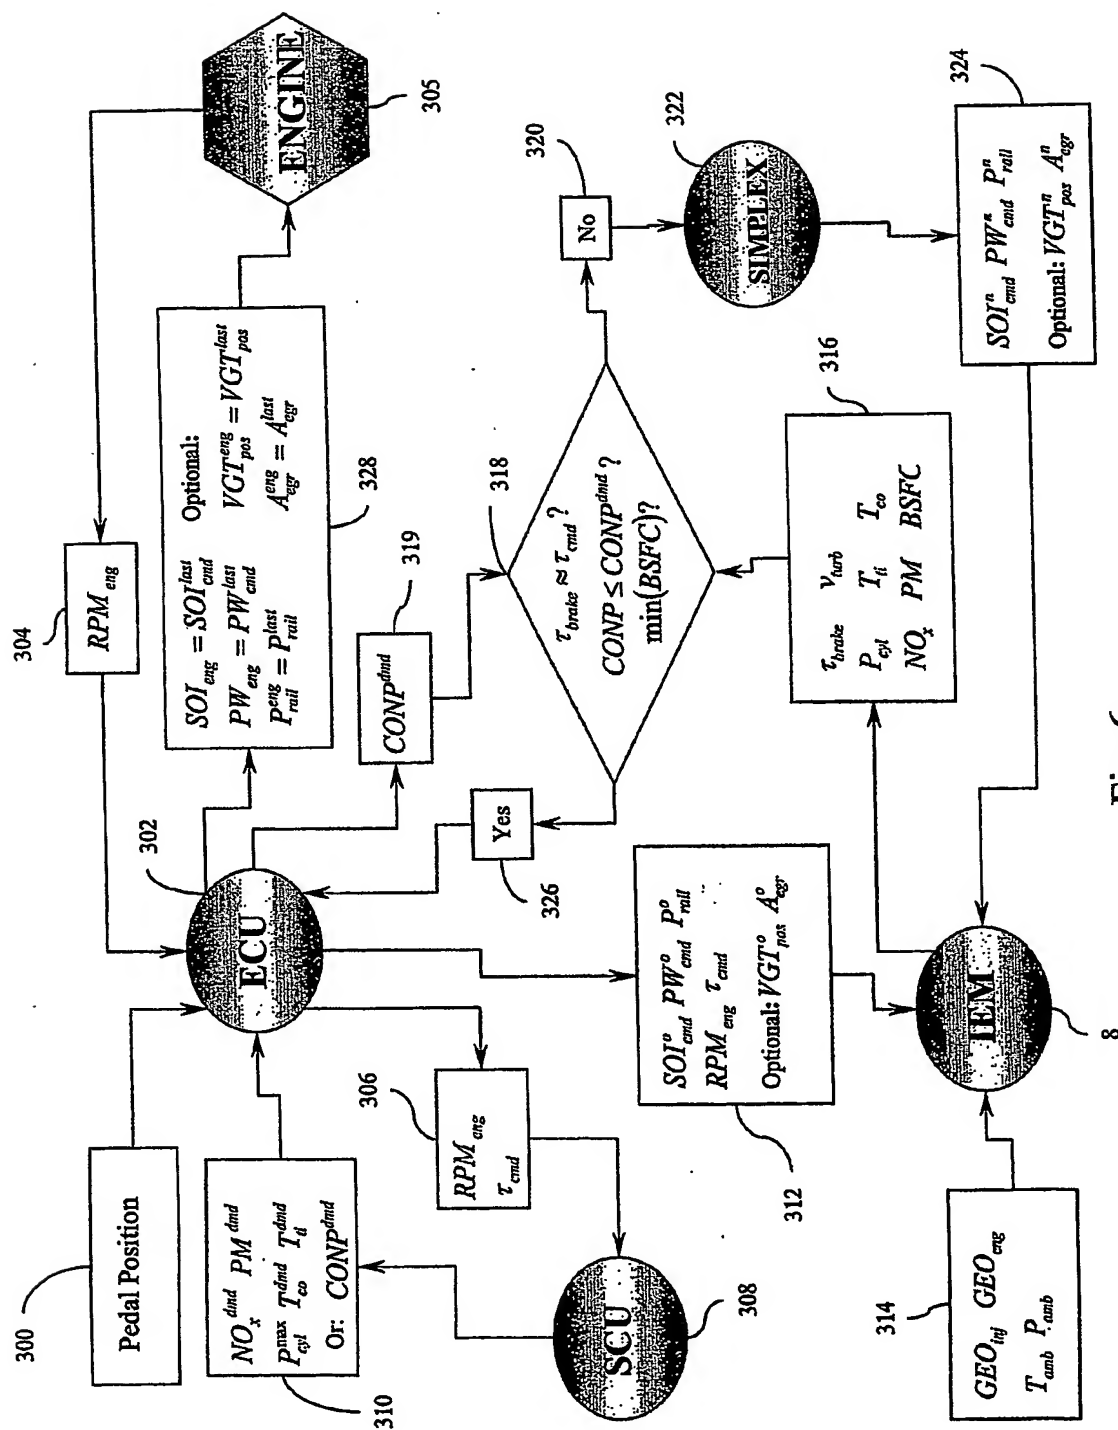 300
Pedal Position
304
RPM_eng
ENGINE
305
302
ECU
SOI_eng = SOI_cmd^last
PW_eng = PW_cmd^last
P_rail^eng = P_rail^last
Optional:
VGT_pos^eng = VGT_pos^last
A_egr^eng = A_egr^last
328
NO_x^dmd PM^dmd
P_cyl^max T_co^dmd T_ti^dmd
Or: CONP^dmd
310
306
RPM_eng
τ_cmd
CONP^dmd
319
326
Yes
318
τ_brake ≈ τ_cmd ?
CONP ≤ CONP^dmd ?
min(BSFC)?
No
320
SIMPLEX
322
SCU
308
SOI_cmd^o PW_cmd^o P_rail^o
RPM_eng τ_cmd
Optional: VGT_pos^o A_egr^o
312
τ_brake ν_turb
P_cyl T_ti T_co
NO_x PM BSFC
316
SOI_cmd^n PW_cmd^n P_rail^n
Optional: VGT_pos^n A_egr^n
324
314
GEO_inj GEO_eng
T_amb P_amb
IEM
8